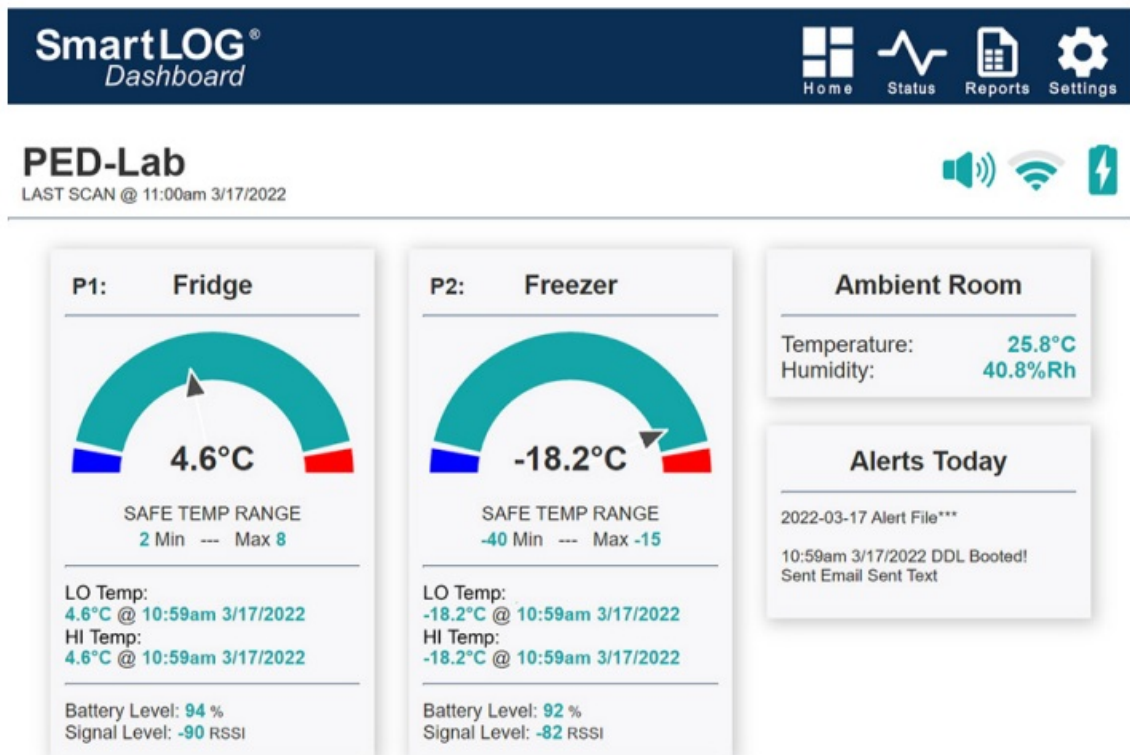 SmartLOG®
Dashboard
Home
Status
Reports
Settings
PED-Lab
LAST SCAN @ 11:00am 3/17/2022
P1: Fridge
4.6°C
SAFE TEMP RANGE
2 Min --- Max 8
LO Temp:
4.6°C @ 10:59am 3/17/2022
HI Temp:
4.6°C @ 10:59am 3/17/2022
Battery Level: 94 %
Signal Level: -90 RSSI
P2: Freezer
-18.2°C
SAFE TEMP RANGE
-40 Min --- Max -15
LO Temp:
-18.2°C @ 10:59am 3/17/2022
HI Temp:
-18.2°C @ 10:59am 3/17/2022
Battery Level: 92 %
Signal Level: -82 RSSI
Ambient Room
Temperature: 25.8°C
Humidity: 40.8%Rh
Alerts Today
2022-03-17 Alert File***
10:59am 3/17/2022 DDL Booted!
Sent Email Sent Text